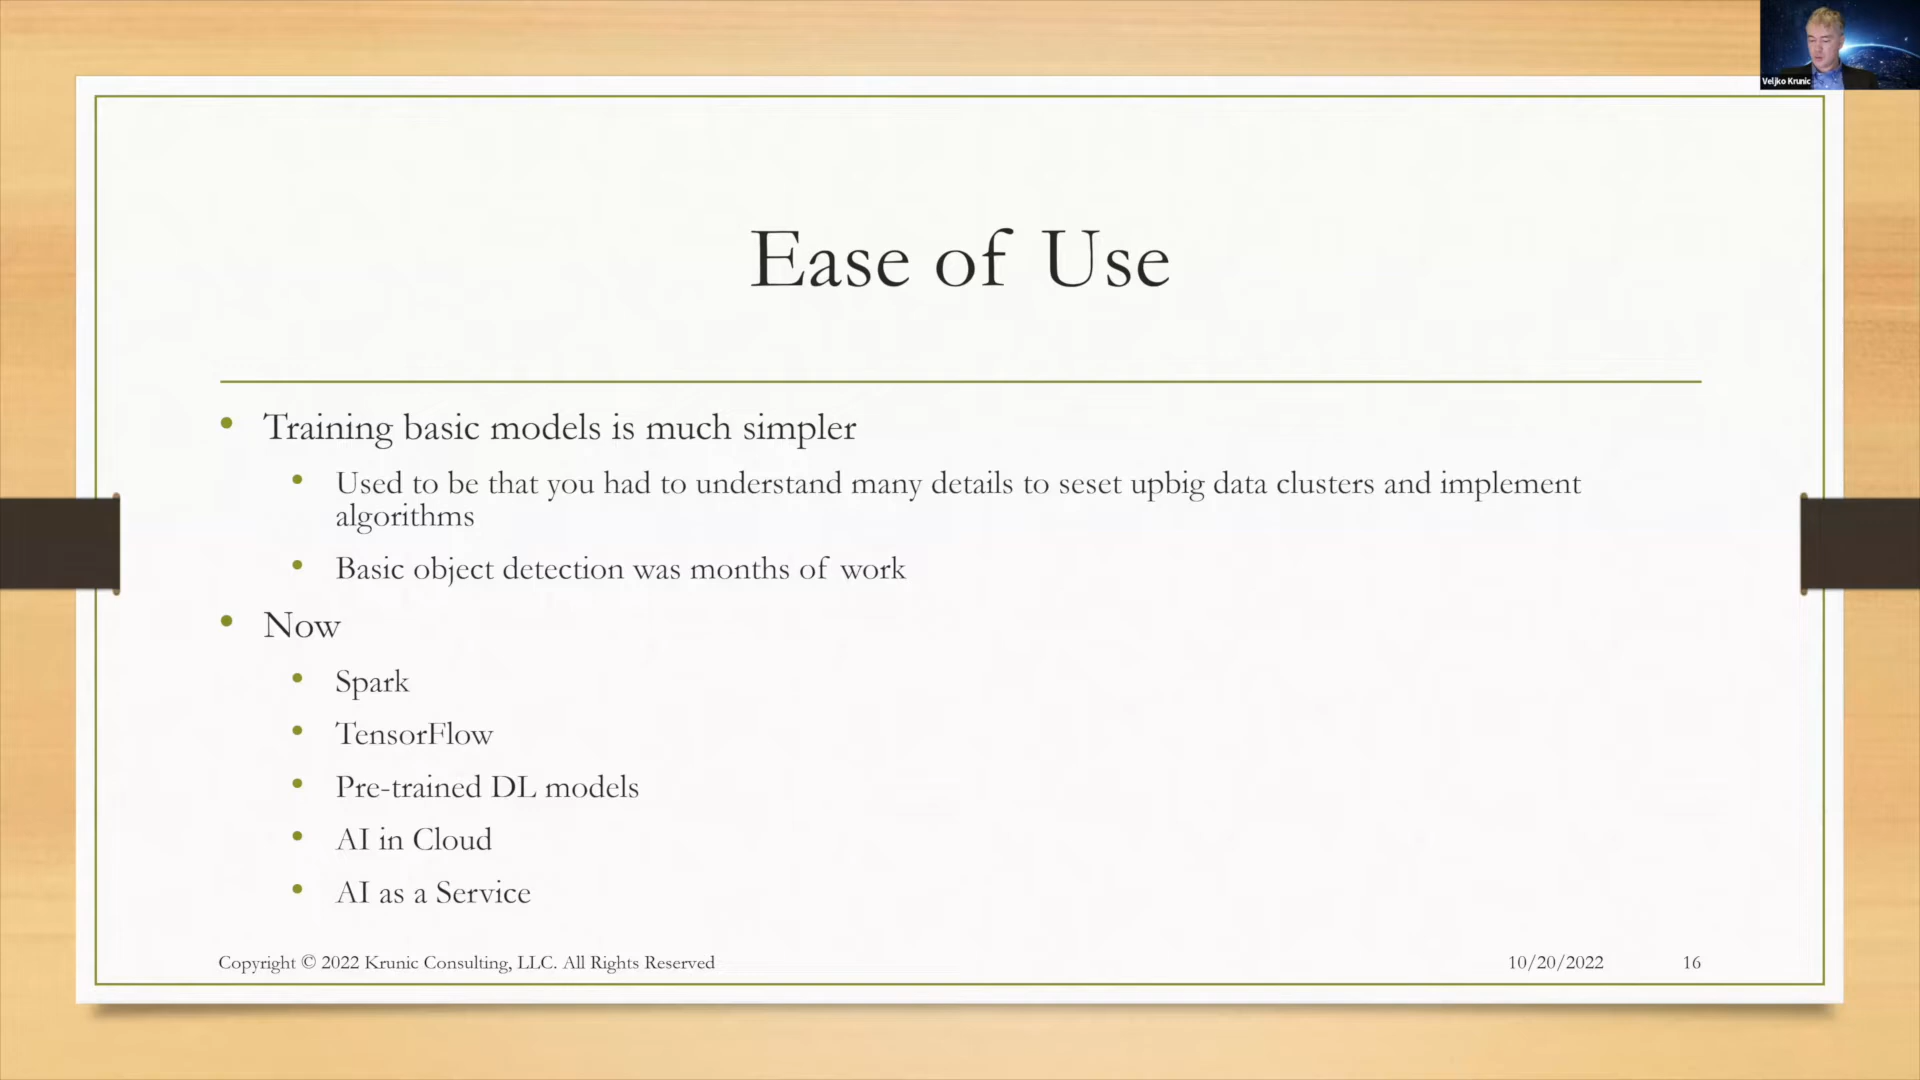 Veljko Krunic
Ease of Use
• Training basic models is much simpler
• Used to be that you had to understand many details to seset upbig data clusters and implement
algorithms
• Basic object detection was months of work
• Now
• Spark
• TensorFlow
• Pre-trained DL models
• AI in Cloud
• AI as a Service
Copyright © 2022 Krunic Consulting, LLC. All Rights Reserved 10/20/2022 16